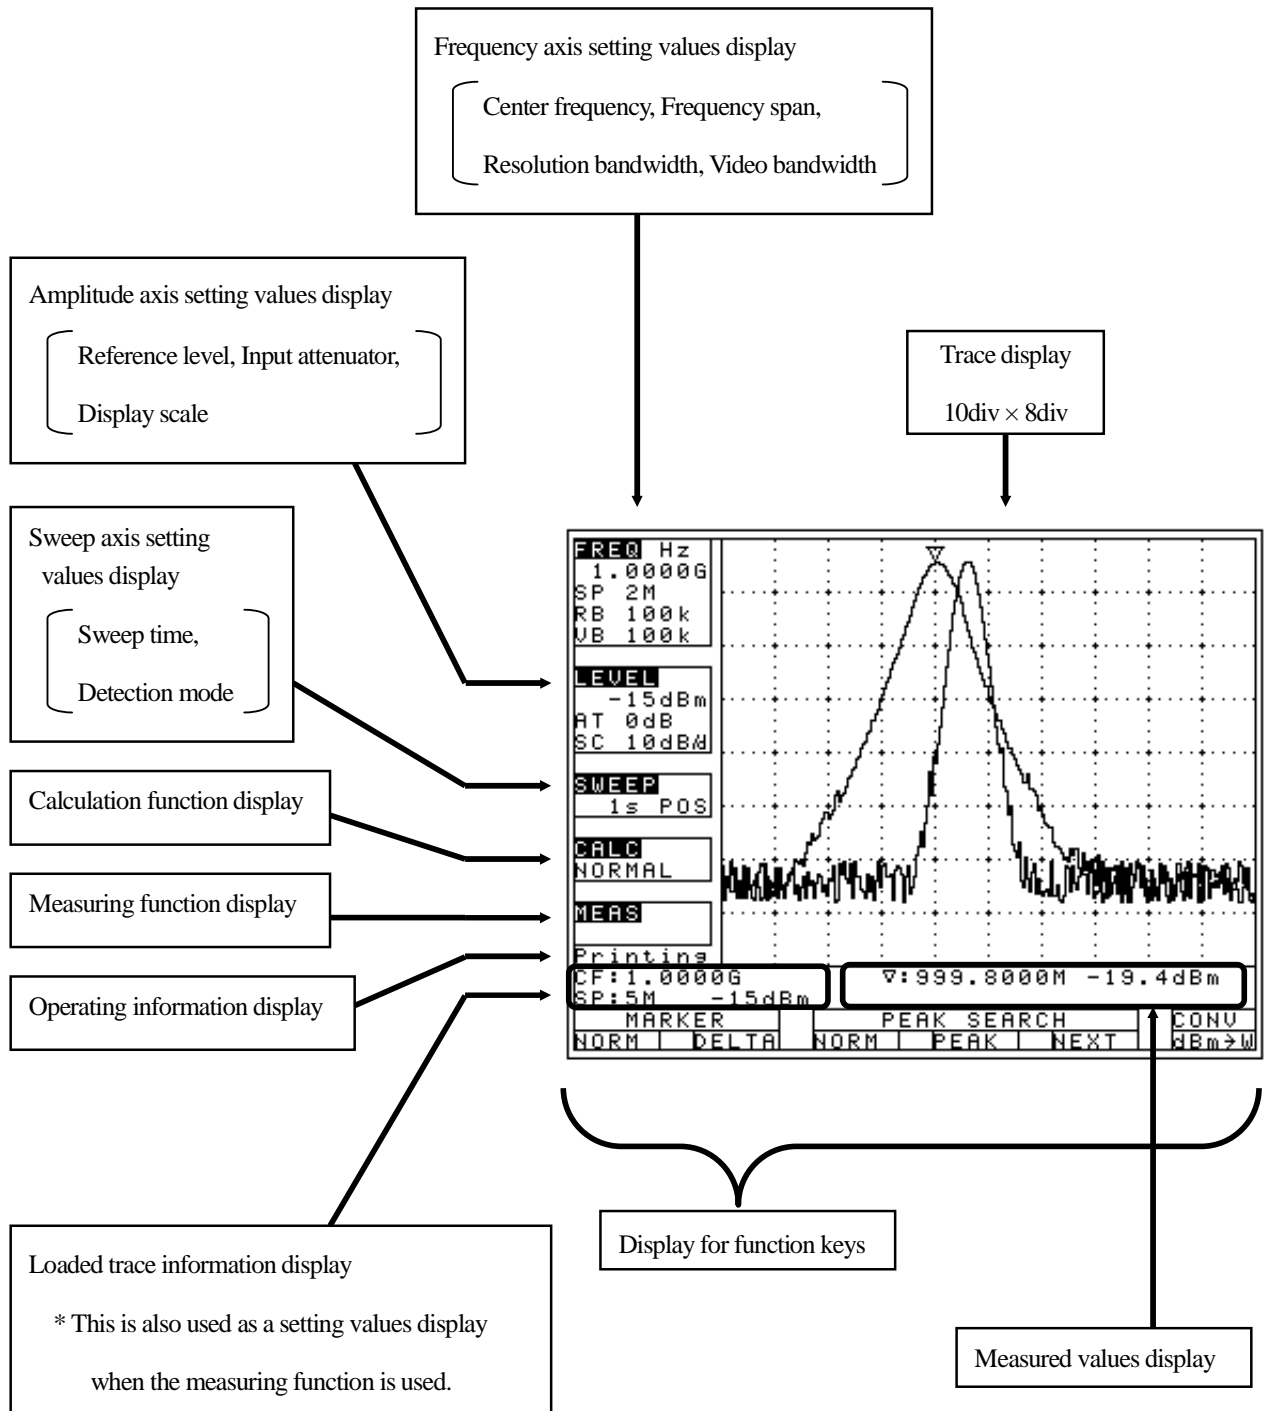 Frequency axis setting values display
Center frequency, Frequency span,
Resolution bandwidth, Video bandwidth
Amplitude axis setting values display
Reference level, Input attenuator,
Display scale
Trace display
10div × 8div
Sweep axis setting
values display
Sweep time,
Detection mode
Calculation function display
Measuring function display
Operating information display
FREQ Hz
1.0000G
SP 2M
RB 100k
VB 100k
LEVEL
-15dBm
AT 0dB
SC 10dB/d
SWEEP
1s POS
CALC
NORMAL
MEAS
Printing
CF:1.0000G
SP:5M -15dBm
∇:999.8000M -19.4dBm
MARKER PEAK SEARCH CONV
NORM DELTA NORM PEAK NEXT dBm→W
Display for function keys
Loaded trace information display
* This is also used as a setting values display
when the measuring function is used.
Measured values display